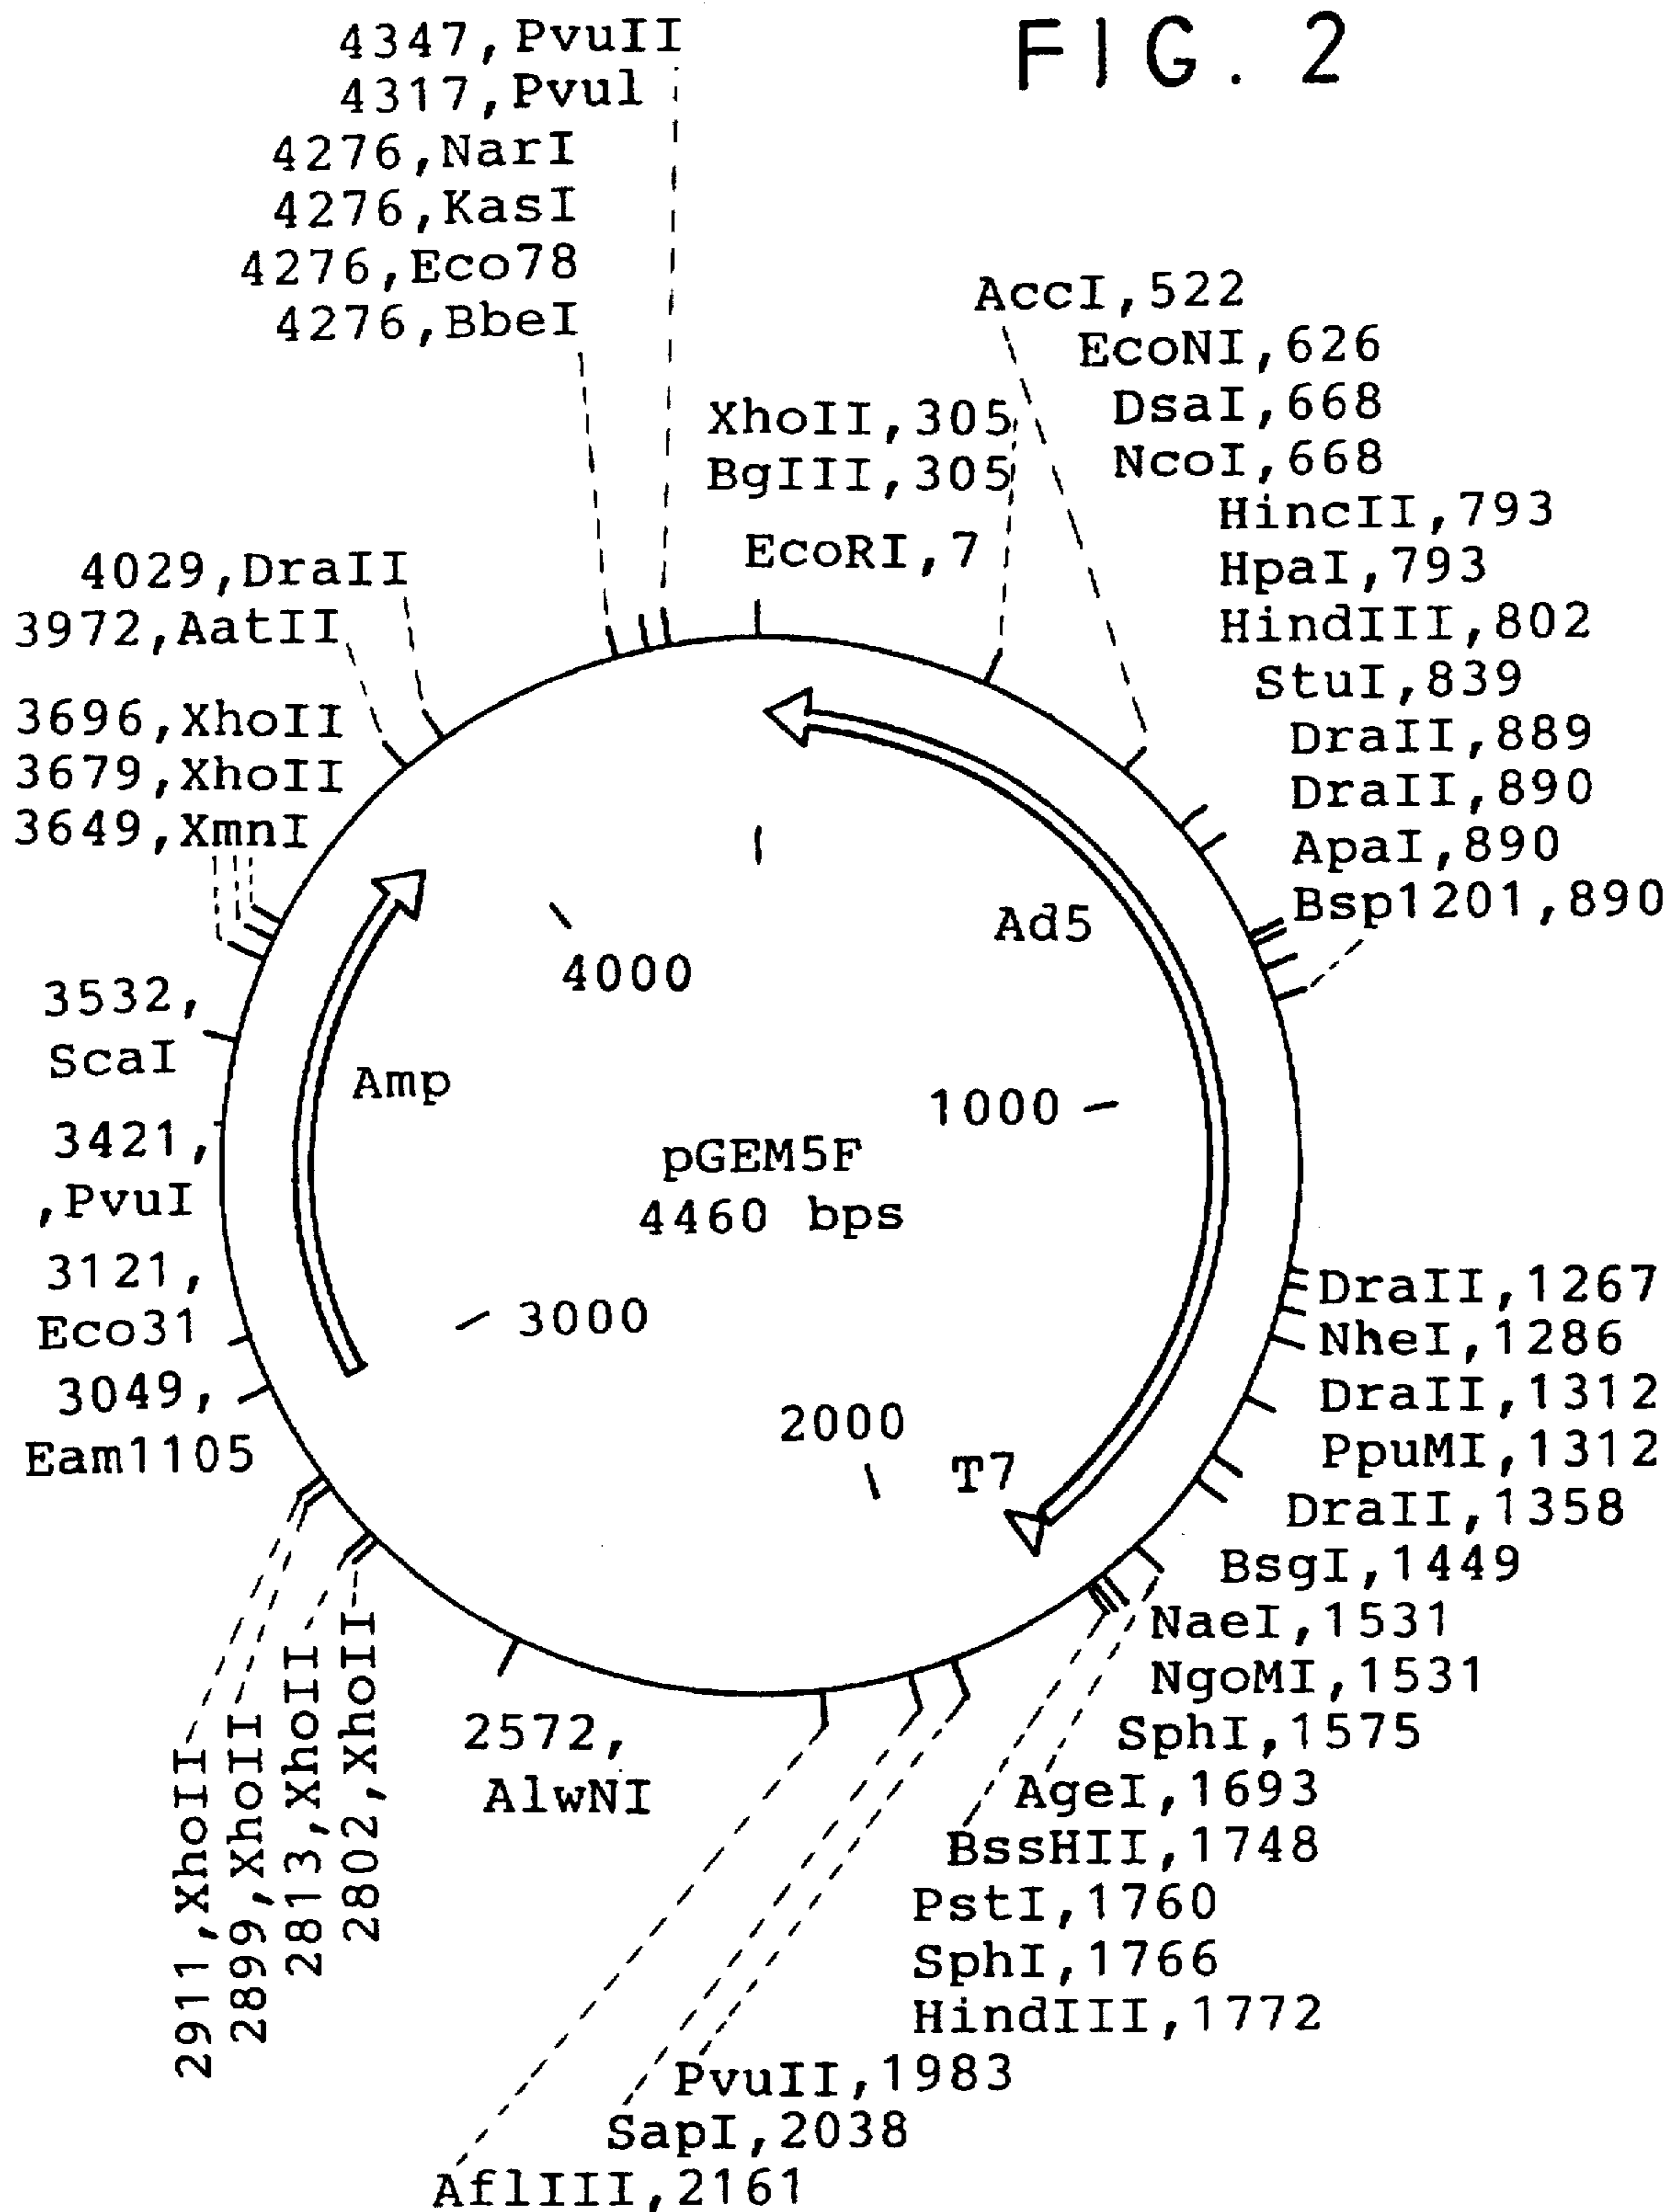 FIG. 2
4347,PvuII
4317,Pvul
4276,NarI
4276,KasI
4276,Eco78
4276,BbeI
AccI,522
EcoNI,626
DsaI,668
NcoI,668
XhoII,305
BgIII,305
EcoRI,7
HincII,793
HpaI,793
HindIII,802
StuI,839
DraII,889
DraII,890
ApaI,890
Bsp1201,890
4029,DraII
3972,AatII
3696,XhoII
3679,XhoII
3649,XmnI
3532,
ScaI
3421,
,PvuI
3121,
Eco31
3049,
Eam1105
Ad5
4000
Amp
1000
pGEM5F
4460 bps
3000
2000
T7
DraII,1267
NheI,1286
DraII,1312
PpuMI,1312
DraII,1358
BsgI,1449
NaeI,1531
NgoMI,1531
SphI,1575
AgeI,1693
BssHII,1748
PstI,1760
SphI,1766
HindIII,1772
PvuII,1983
SapI,2038
AflIII,2161
2572,
AlwNI
2911,XhoII
2899,XhoII
2813,XhoII
2802,XhoII